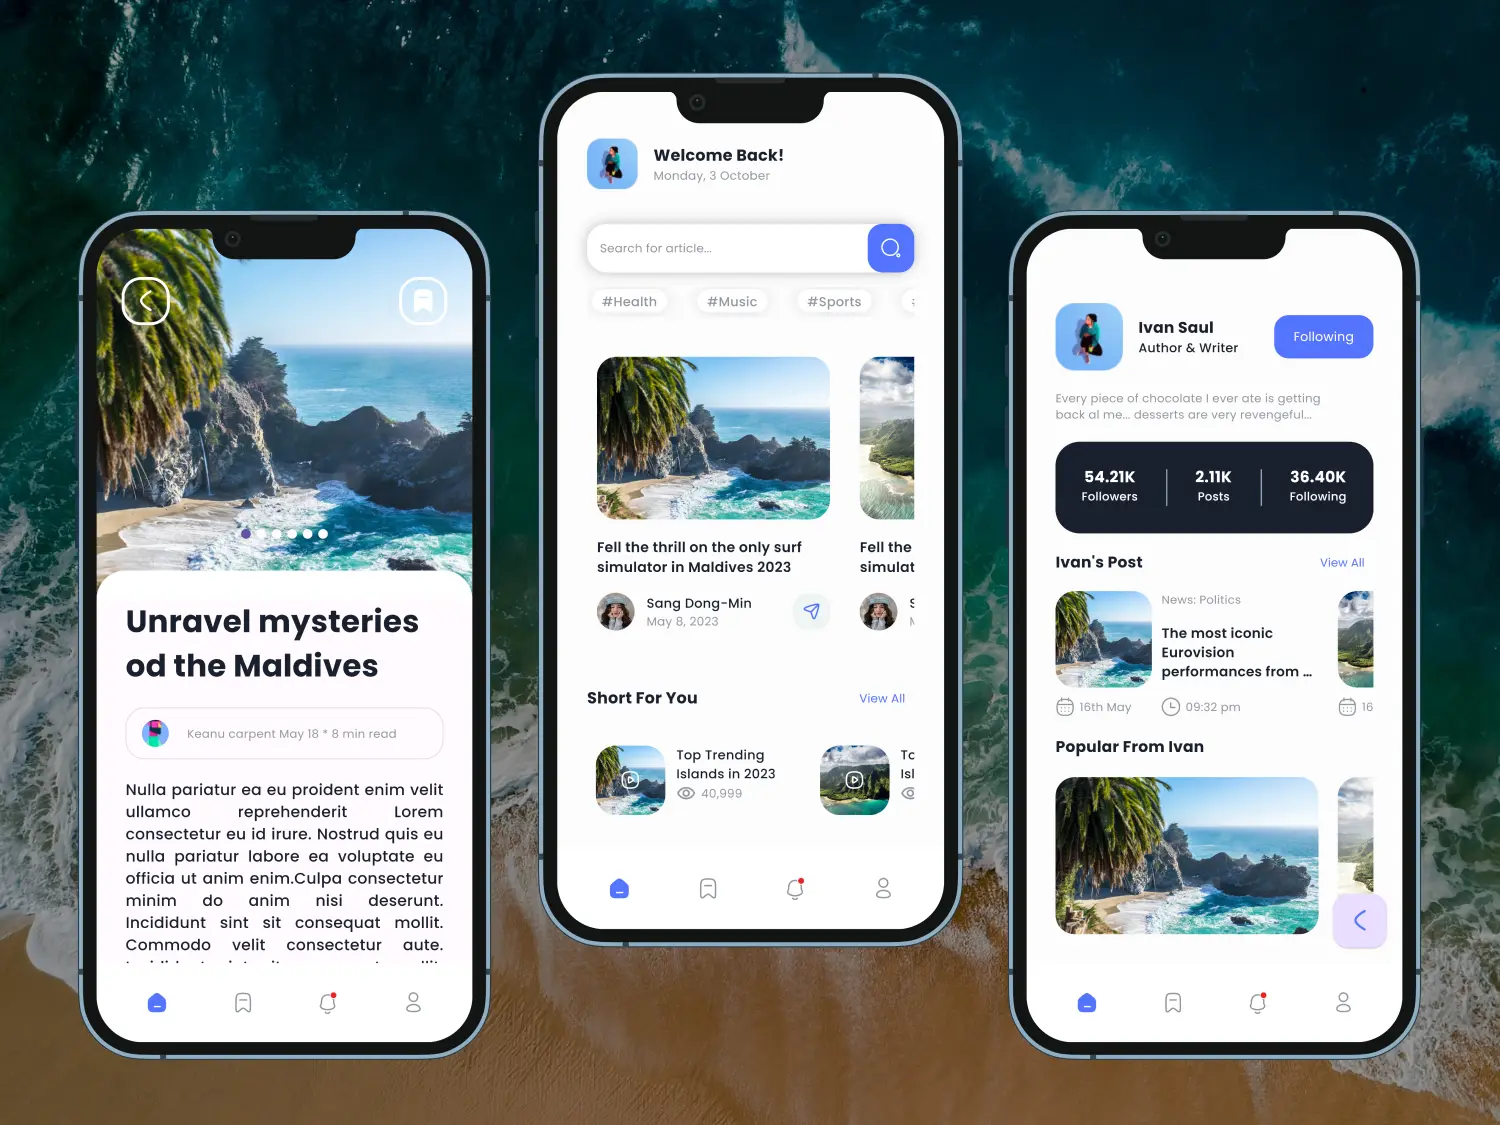 Unravel mysteries
od the Maldives
Keanu carpent May 18 * 8 min read
Nulla pariatur ea eu proident enim velit
ullamco reprehenderit Lorem
consectetur eu id irure. Nostrud quis eu
nulla pariatur labore ea voluptate eu
officia ut anim enim.Culpa consectetur
minim do anim nisi deserunt.
Incididunt sint sit consequat mollit.
Commodo velit consectetur aute.
Welcome Back!
Monday, 3 October
Search for article...
#Health #Music #Sports
Fell the thrill on the only surf
simulator in Maldives 2023
Fell the
Sang Dong-Min
May 8, 2023
Short For You
View All
Top Trending
Islands in 2023
40,999
Ivan Saul
Author & Writer
Following
Every piece of chocolate I ever ate is getting
back al me... desserts are very revengeful...
54.21K
Followers
2.11K
Posts
36.40K
Following
Ivan's Post
View All
News: Politics
The most iconic
Eurovision
performances from ...
16th May
09:32 pm
16
Popular From Ivan